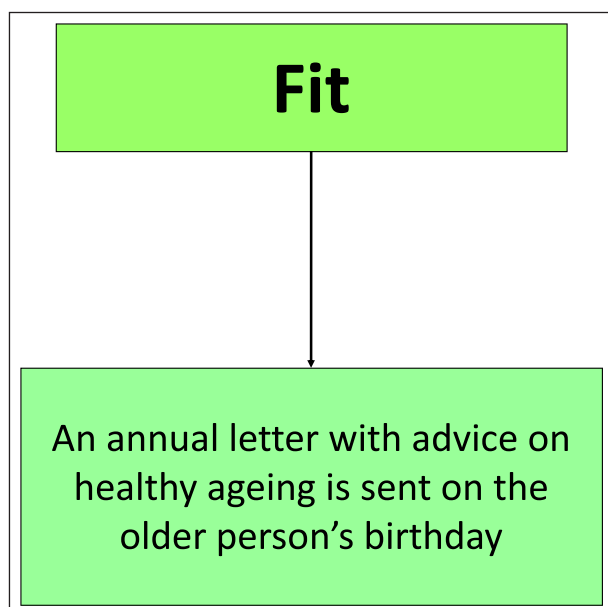 Fit
An annual letter with advice on
healthy ageing is sent on the
older person’s birthday